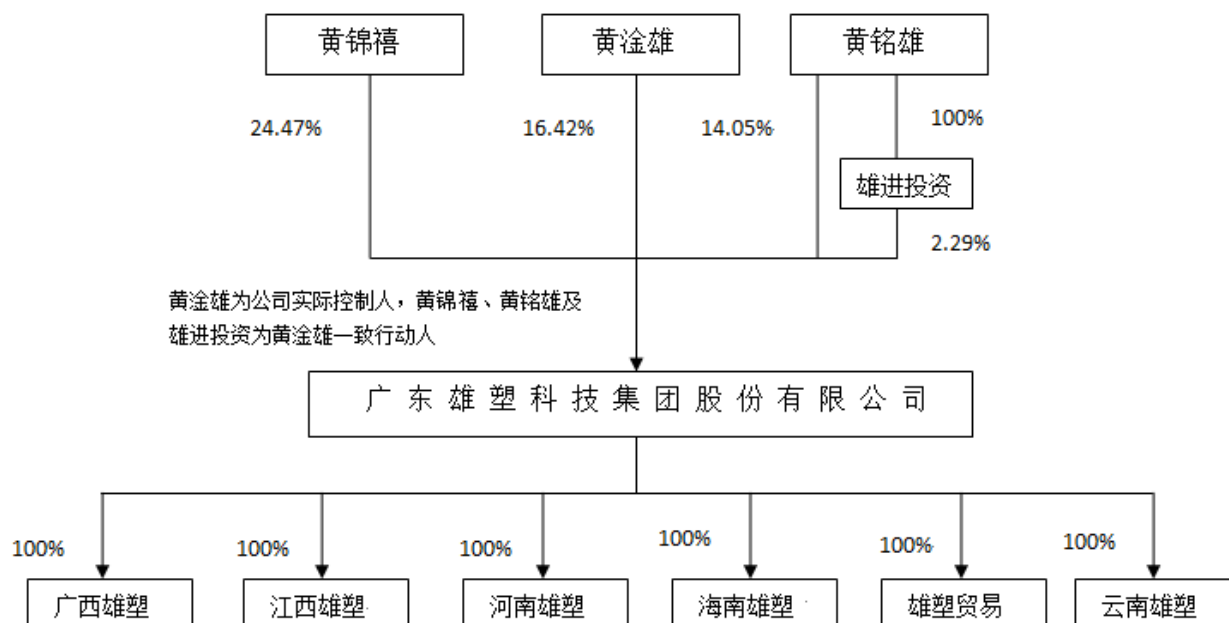 黄锦禧
黄淦雄
黄铭雄
24.47%
16.42%
14.05%
100%
雄进投资
2.29%
黄淦雄为公司实际控制人，黄锦禧、黄铭雄及
雄进投资为黄淦雄一致行动人
广东雄塑科技集团股份有限公司
100%
100%
100%
100%
100%
100%
广西雄塑
江西雄塑
河南雄塑
海南雄塑
雄塑贸易
云南雄塑